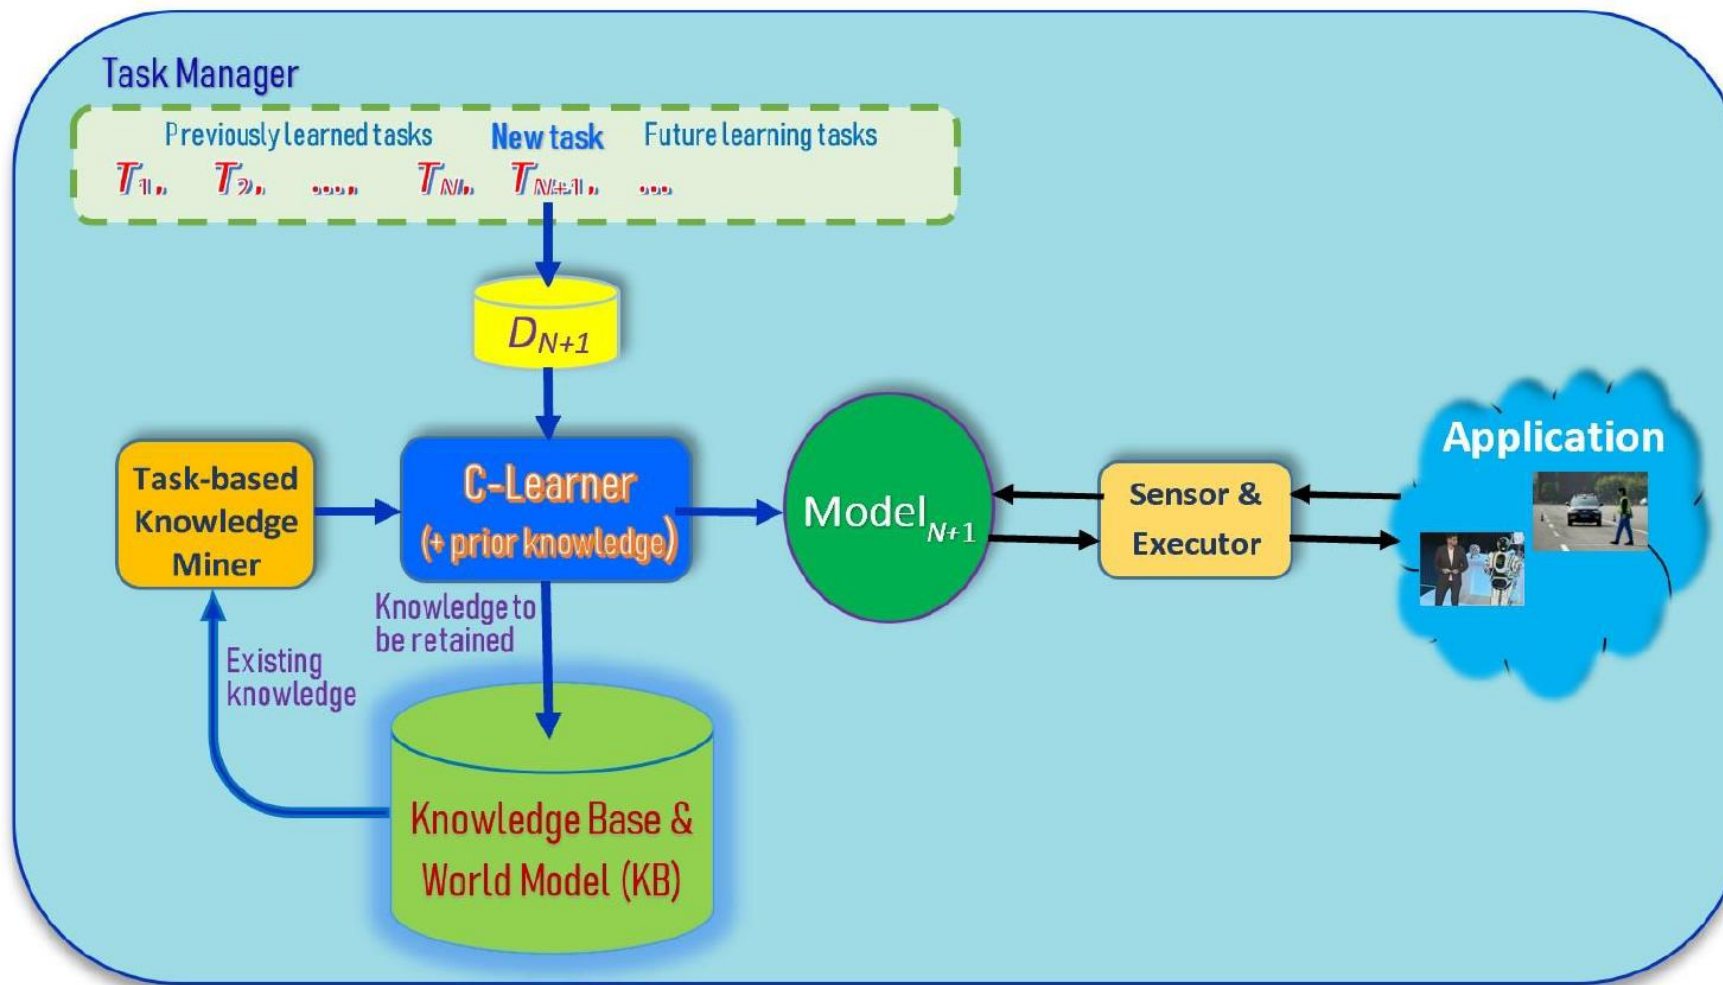 Task Manager
Previously learned tasks New task Future learning tasks
T1, T2, ...., TN, TN+1, ...
DN+1
Task-based
Knowledge
Miner
C-Learner
(+ prior knowledge)
ModelN+1
Sensor &
Executor
Application
Knowledge to
be retained
Existing
knowledge
Knowledge Base &
World Model (KB)